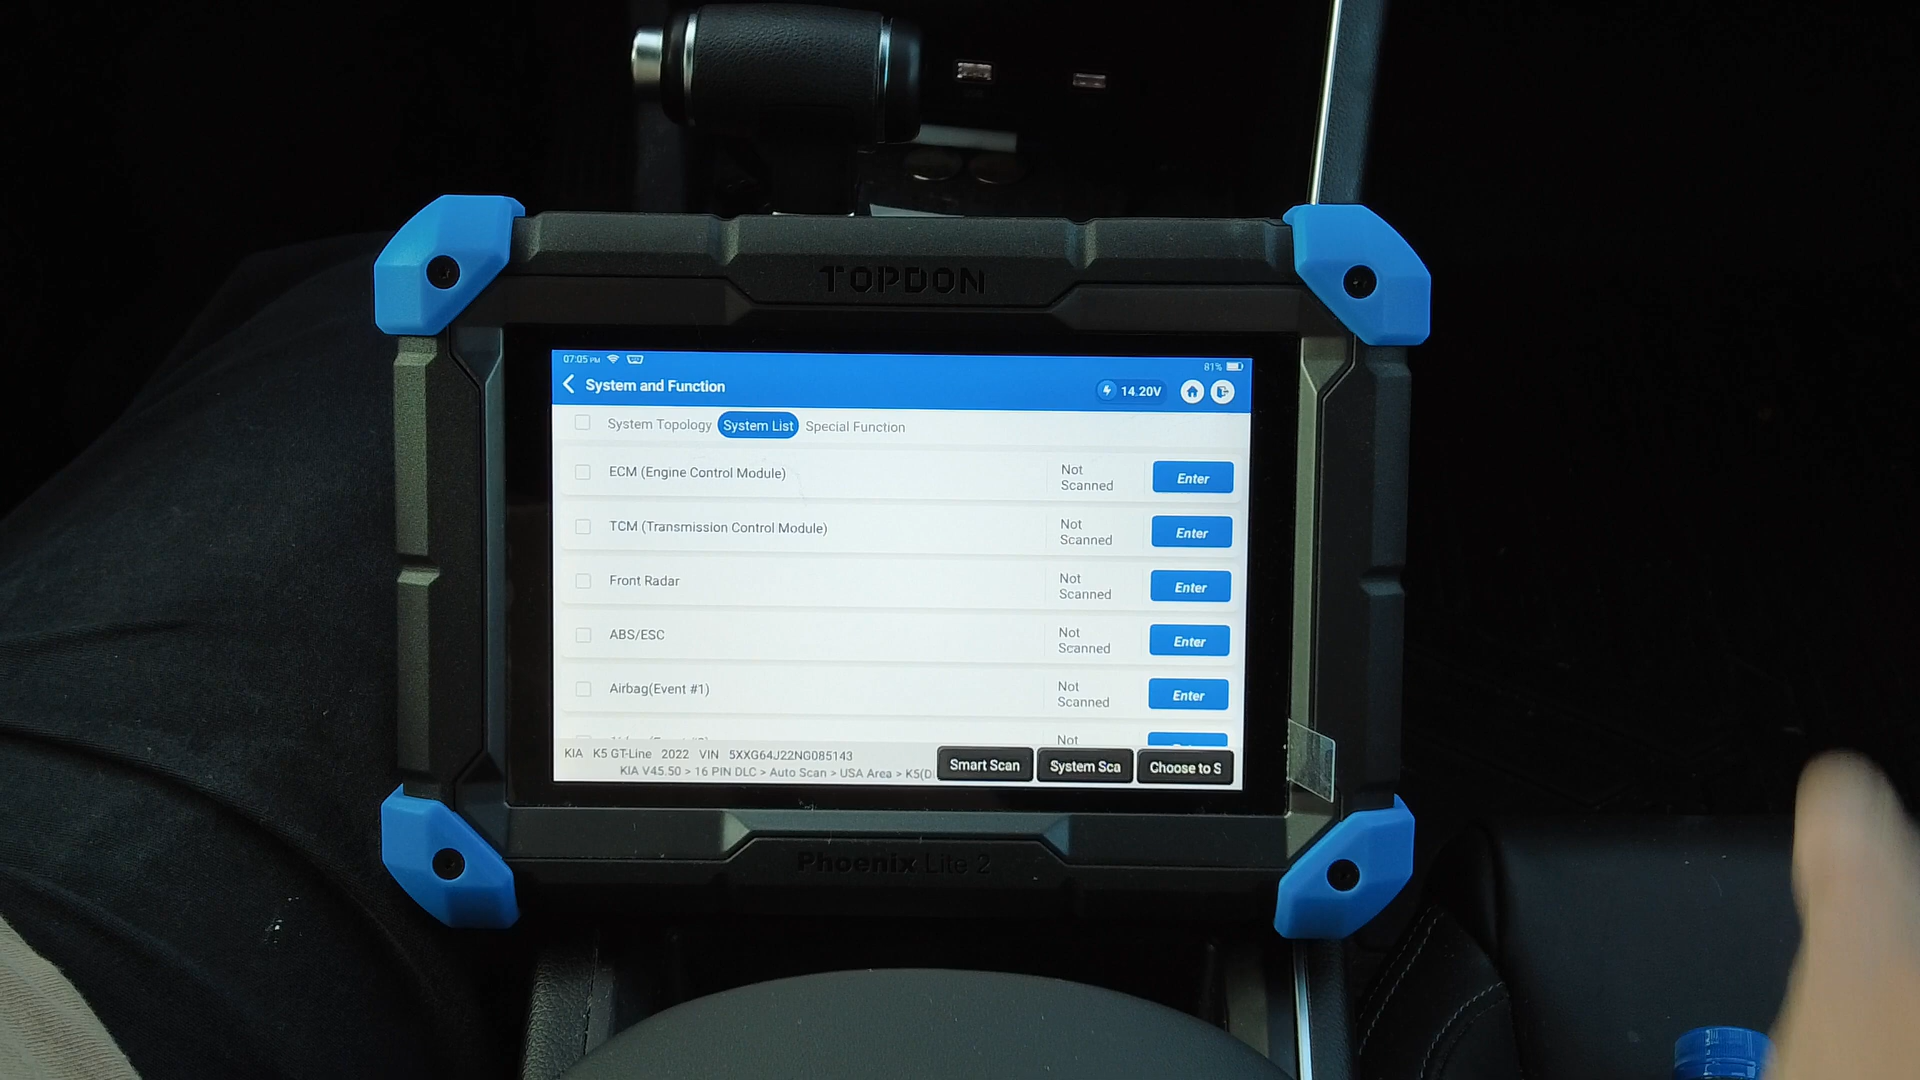 TOPDON
07:05 PM
81%
System and Function
14.20V
System Topology System List Special Function
ECM (Engine Control Module)
Not Scanned
Enter
TCM (Transmission Control Module)
Not Scanned
Enter
Front Radar
Not Scanned
Enter
ABS/ESC
Not Scanned
Enter
Airbag(Event #1)
Not Scanned
Enter
Not
KIA K5 GT-Line 2022 VIN 5XXG64J22NG085143
KIA V45.50 > 16 PIN DLC > Auto Scan > USA Area > K5(D
Smart Scan
System Sca
Choose to S
Phoenix Lite 2